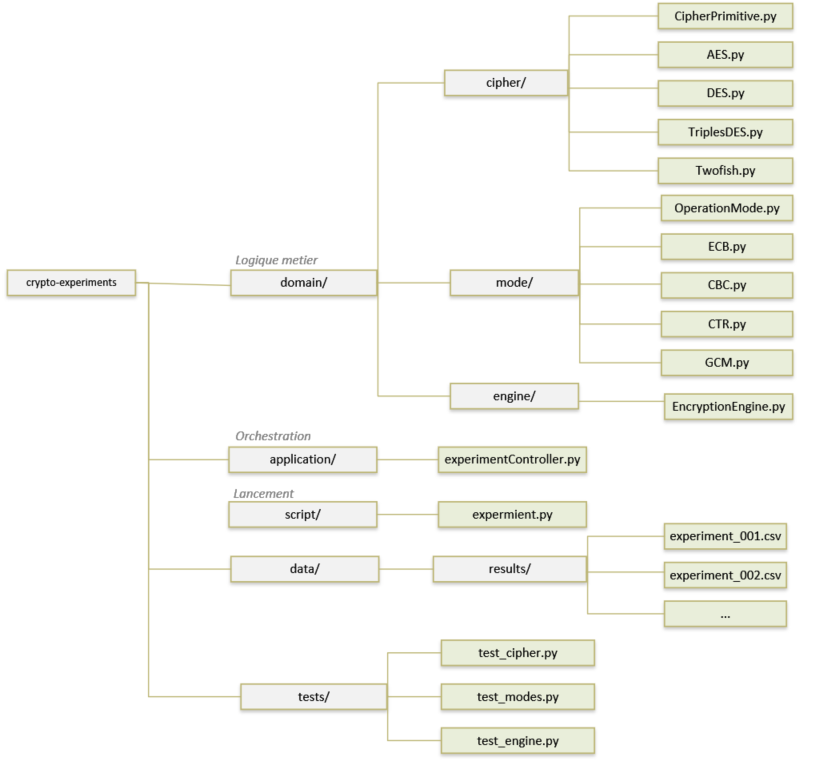 crypto-experiments
Logique metier
domain/
cipher/
CipherPrimitive.py
AES.py
DES.py
TriplesDES.py
Twofish.py
mode/
OperationMode.py
ECB.py
CBC.py
CTR.py
GCM.py
engine/
EncryptionEngine.py
Orchestration
application/
experimentController.py
Lancement
script/
expermient.py
data/
results/
experiment_001.csv
experiment_002.csv
...
tests/
test_cipher.py
test_modes.py
test_engine.py